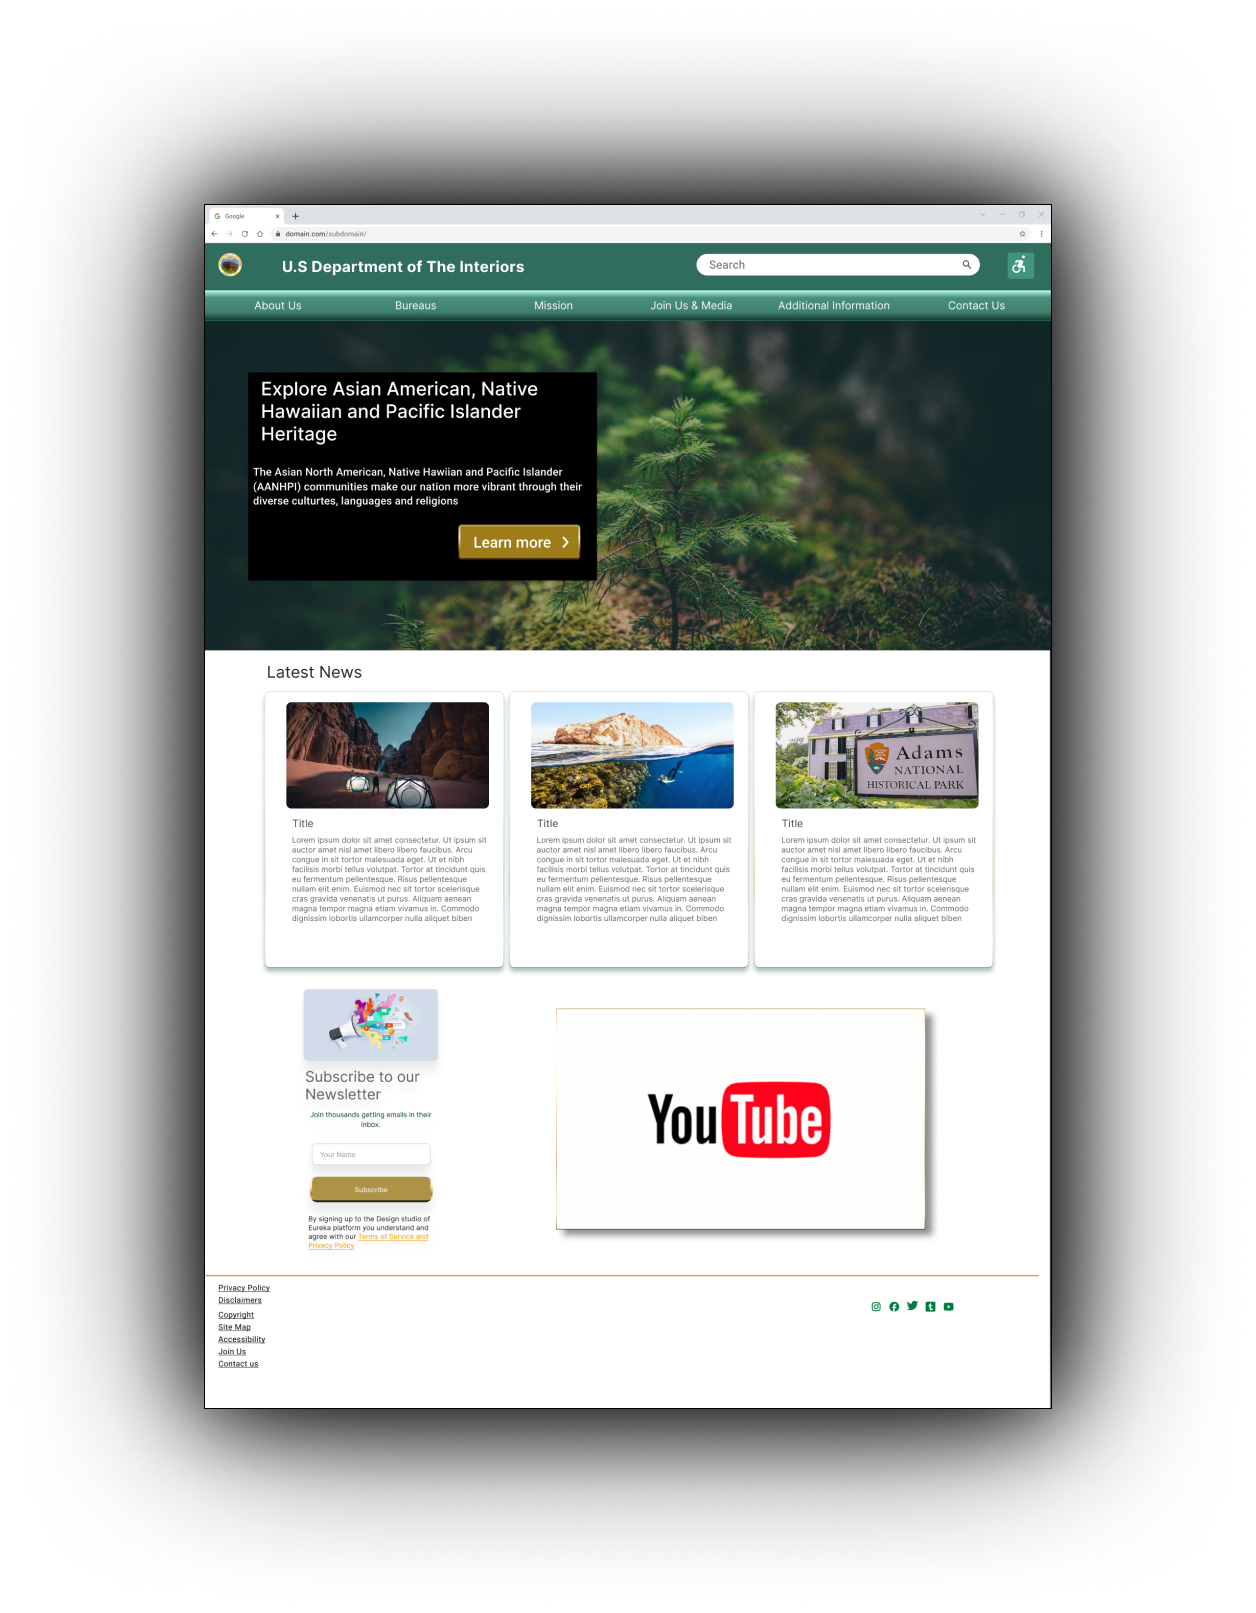 Google
domain.com/subdomain/
U.S Department of The Interiors
Search
About Us
Bureaus
Mission
Join Us & Media
Additional Information
Contact Us
Explore Asian American, Native
Hawaiian and Pacific Islander
Heritage
The Asian North American, Native Hawiian and Pacific Islander
(AANHPI) communities make our nation more vibrant through their
diverse culturtes, languages and religions
Learn more
Latest News
Title
Lorem ipsum dolor sit amet consectetur. Ut ipsum sit
auctor amet nisl amet libero libero faucibus. Arcu
congue in sit tortor malesuada eget. Ut et nibh
facilisis morbi tellus volutpat. Tortor at tincidunt quis
eu fermentum pellentesque. Risus pellentesque
nullam elit enim. Euismod nec sit tortor scelerisque
cras gravida venenatis ut purus. Aliquam aenean
magna tempor magna etiam vivamus in. Commodo
dignissim lobortis ullamcorper nulla aliquet biben
Title
Lorem ipsum dolor sit amet consectetur. Ut ipsum sit
auctor amet nisl amet libero libero faucibus. Arcu
congue in sit tortor malesuada eget. Ut et nibh
facilisis morbi tellus volutpat. Tortor at tincidunt quis
eu fermentum pellentesque. Risus pellentesque
nullam elit enim. Euismod nec sit tortor scelerisque
cras gravida venenatis ut purus. Aliquam aenean
magna tempor magna etiam vivamus in. Commodo
dignissim lobortis ullamcorper nulla aliquet biben
Adams
NATIONAL
HISTORICAL PARK
Title
Lorem ipsum dolor sit amet consectetur. Ut ipsum sit
auctor amet nisl amet libero libero faucibus. Arcu
congue in sit tortor malesuada eget. Ut et nibh
facilisis morbi tellus volutpat. Tortor at tincidunt quis
eu fermentum pellentesque. Risus pellentesque
nullam elit enim. Euismod nec sit tortor scelerisque
cras gravida venenatis ut purus. Aliquam aenean
magna tempor magna etiam vivamus in. Commodo
dignissim lobortis ullamcorper nulla aliquet biben
Subscribe to our
Newsletter
Join thousands getting emails in their
inbox.
Your Name
Subscribe
By signing up to the Design studio of
Eureka platform you understand and
agree with our Terms of Service and
Privacy Policy
YouTube
Privacy Policy
Disclaimers
Copyright
Site Map
Accessibility
Join Us
Contact us